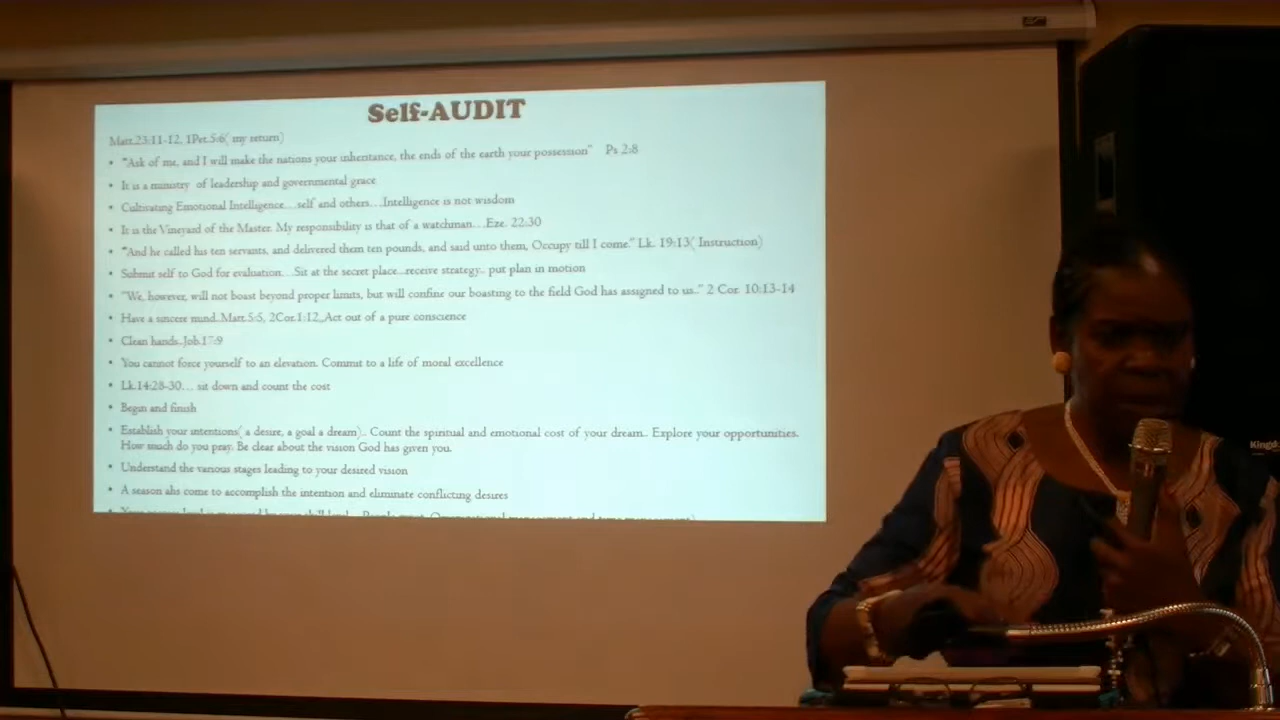 Self-AUDIT
Matt.23:11-12, 1Pet.5:6( my return)
• "Ask of me, and I will make the nations your inheritance, the ends of the earth your possession" Ps 2:8
• It is a ministry of leadership and governmental grace
• Cultivating Emotional Intelligence…self and others….Intelligence is not wisdom
• It is the Vineyard of the Master. My responsibility is that of a watchman…Eze. 22:30
• "And he called his ten servants, and delivered them ten pounds, and said unto them, Occupy till I come." Lk. 19:13( Instruction)
• Submit self to God for evaluation….Sit at the secret place...receive strategy.. put plan in motion
• "We, however, will not boast beyond proper limits, but will confine our boasting to the field God has assigned to us.." 2 Cor. 10:13-14
• Have a sincere mind..Matt.5:5, 2Cor.1:12,,Act out of a pure conscience
• Clean hands..Job.17:9
• You cannot force yourself to an elevation. Commit to a life of moral excellence
• Lk.14:28-30… sit down and count the cost
• Begin and finish
• Establish your intentions( a desire, a goal a dream).. Count the spiritual and emotional cost of your dream.. Explore your opportunities.
How much do you pray. Be clear about the vision God has given you.
• Understand the various stages leading to your desired vision
• A season ahs come to accomplish the intention and eliminate conflicting desires
Kingdo